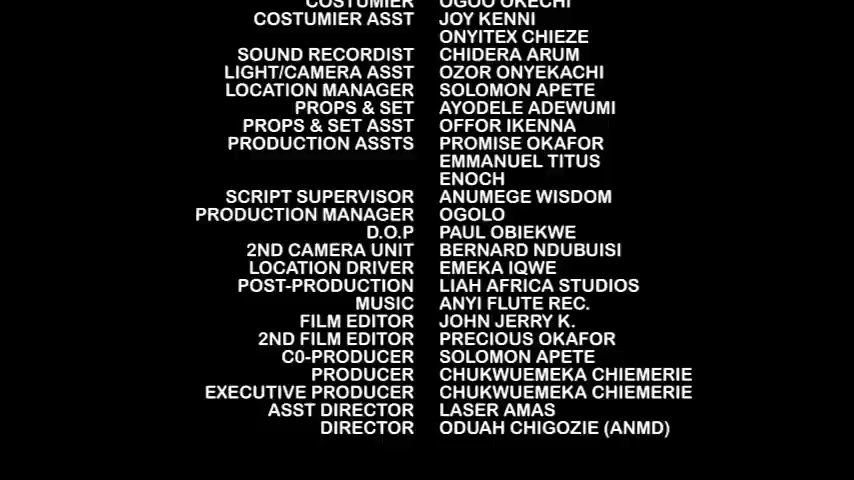 COSTUMIER OGOO OKECHI
COSTUMIER ASST JOY KENNI
ONYITEX CHIEZE
SOUND RECORDIST CHIDERA ARUM
LIGHT/CAMERA ASST OZOR ONYEKACHI
LOCATION MANAGER SOLOMON APETE
PROPS & SET AYODELE ADEWUMI
PROPS & SET ASST OFFOR IKENNA
PRODUCTION ASSTS PROMISE OKAFOR
EMMANUEL TITUS
ENOCH
SCRIPT SUPERVISOR ANUMEGE WISDOM
PRODUCTION MANAGER OGOLO
D.O.P PAUL OBIEKWE
2ND CAMERA UNIT BERNARD NDUBUISI
LOCATION DRIVER EMEKA IQWE
POST-PRODUCTION LIAH AFRICA STUDIOS
MUSIC ANYI FLUTE REC.
FILM EDITOR JOHN JERRY K.
2ND FILM EDITOR PRECIOUS OKAFOR
C0-PRODUCER SOLOMON APETE
PRODUCER CHUKWUEMEKA CHIEMERIE
EXECUTIVE PRODUCER CHUKWUEMEKA CHIEMERIE
ASST DIRECTOR LASER AMAS
DIRECTOR ODUAH CHIGOZIE (ANMD)